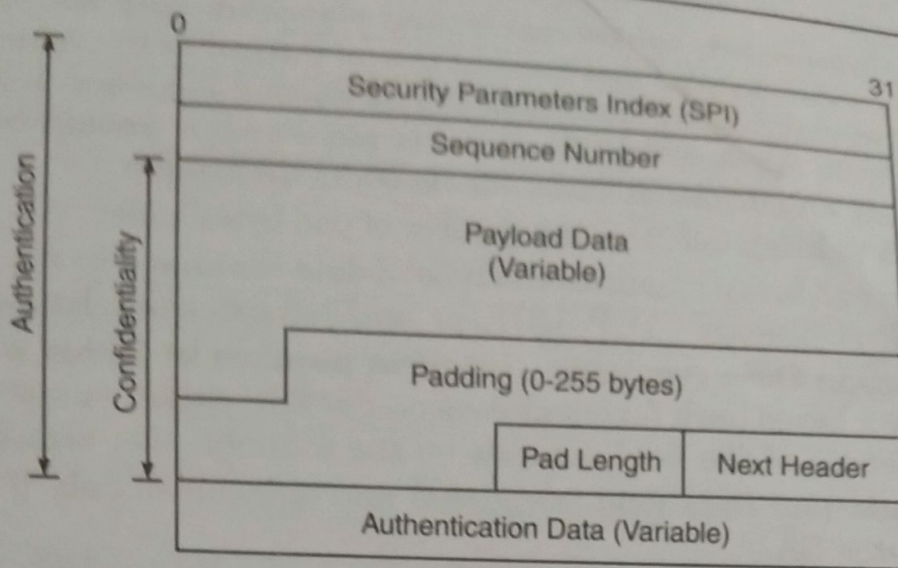 0
31
Security Parameters Index (SPI)
Sequence Number
Payload Data
(Variable)
Padding (0-255 bytes)
Pad Length
Next Header
Authentication Data (Variable)
Authentication
Confidentiality